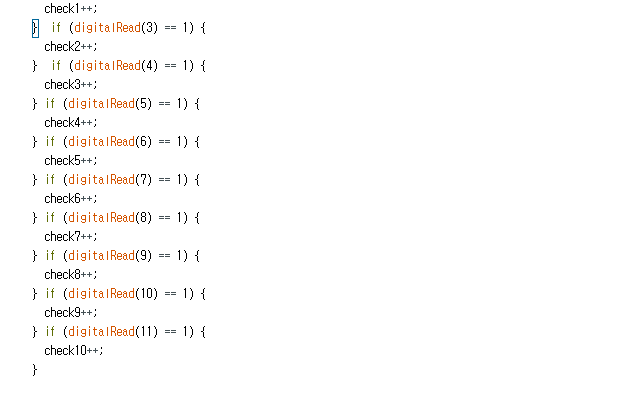 check1++;
} if (digitalRead(3) == 1) {
check2++;
} if (digitalRead(4) == 1) {
check3++;
} if (digitalRead(5) == 1) {
check4++;
} if (digitalRead(6) == 1) {
check5++;
} if (digitalRead(7) == 1) {
check6++;
} if (digitalRead(8) == 1) {
check7++;
} if (digitalRead(9) == 1) {
check8++;
} if (digitalRead(10) == 1) {
check9++;
} if (digitalRead(11) == 1) {
check10++;
}